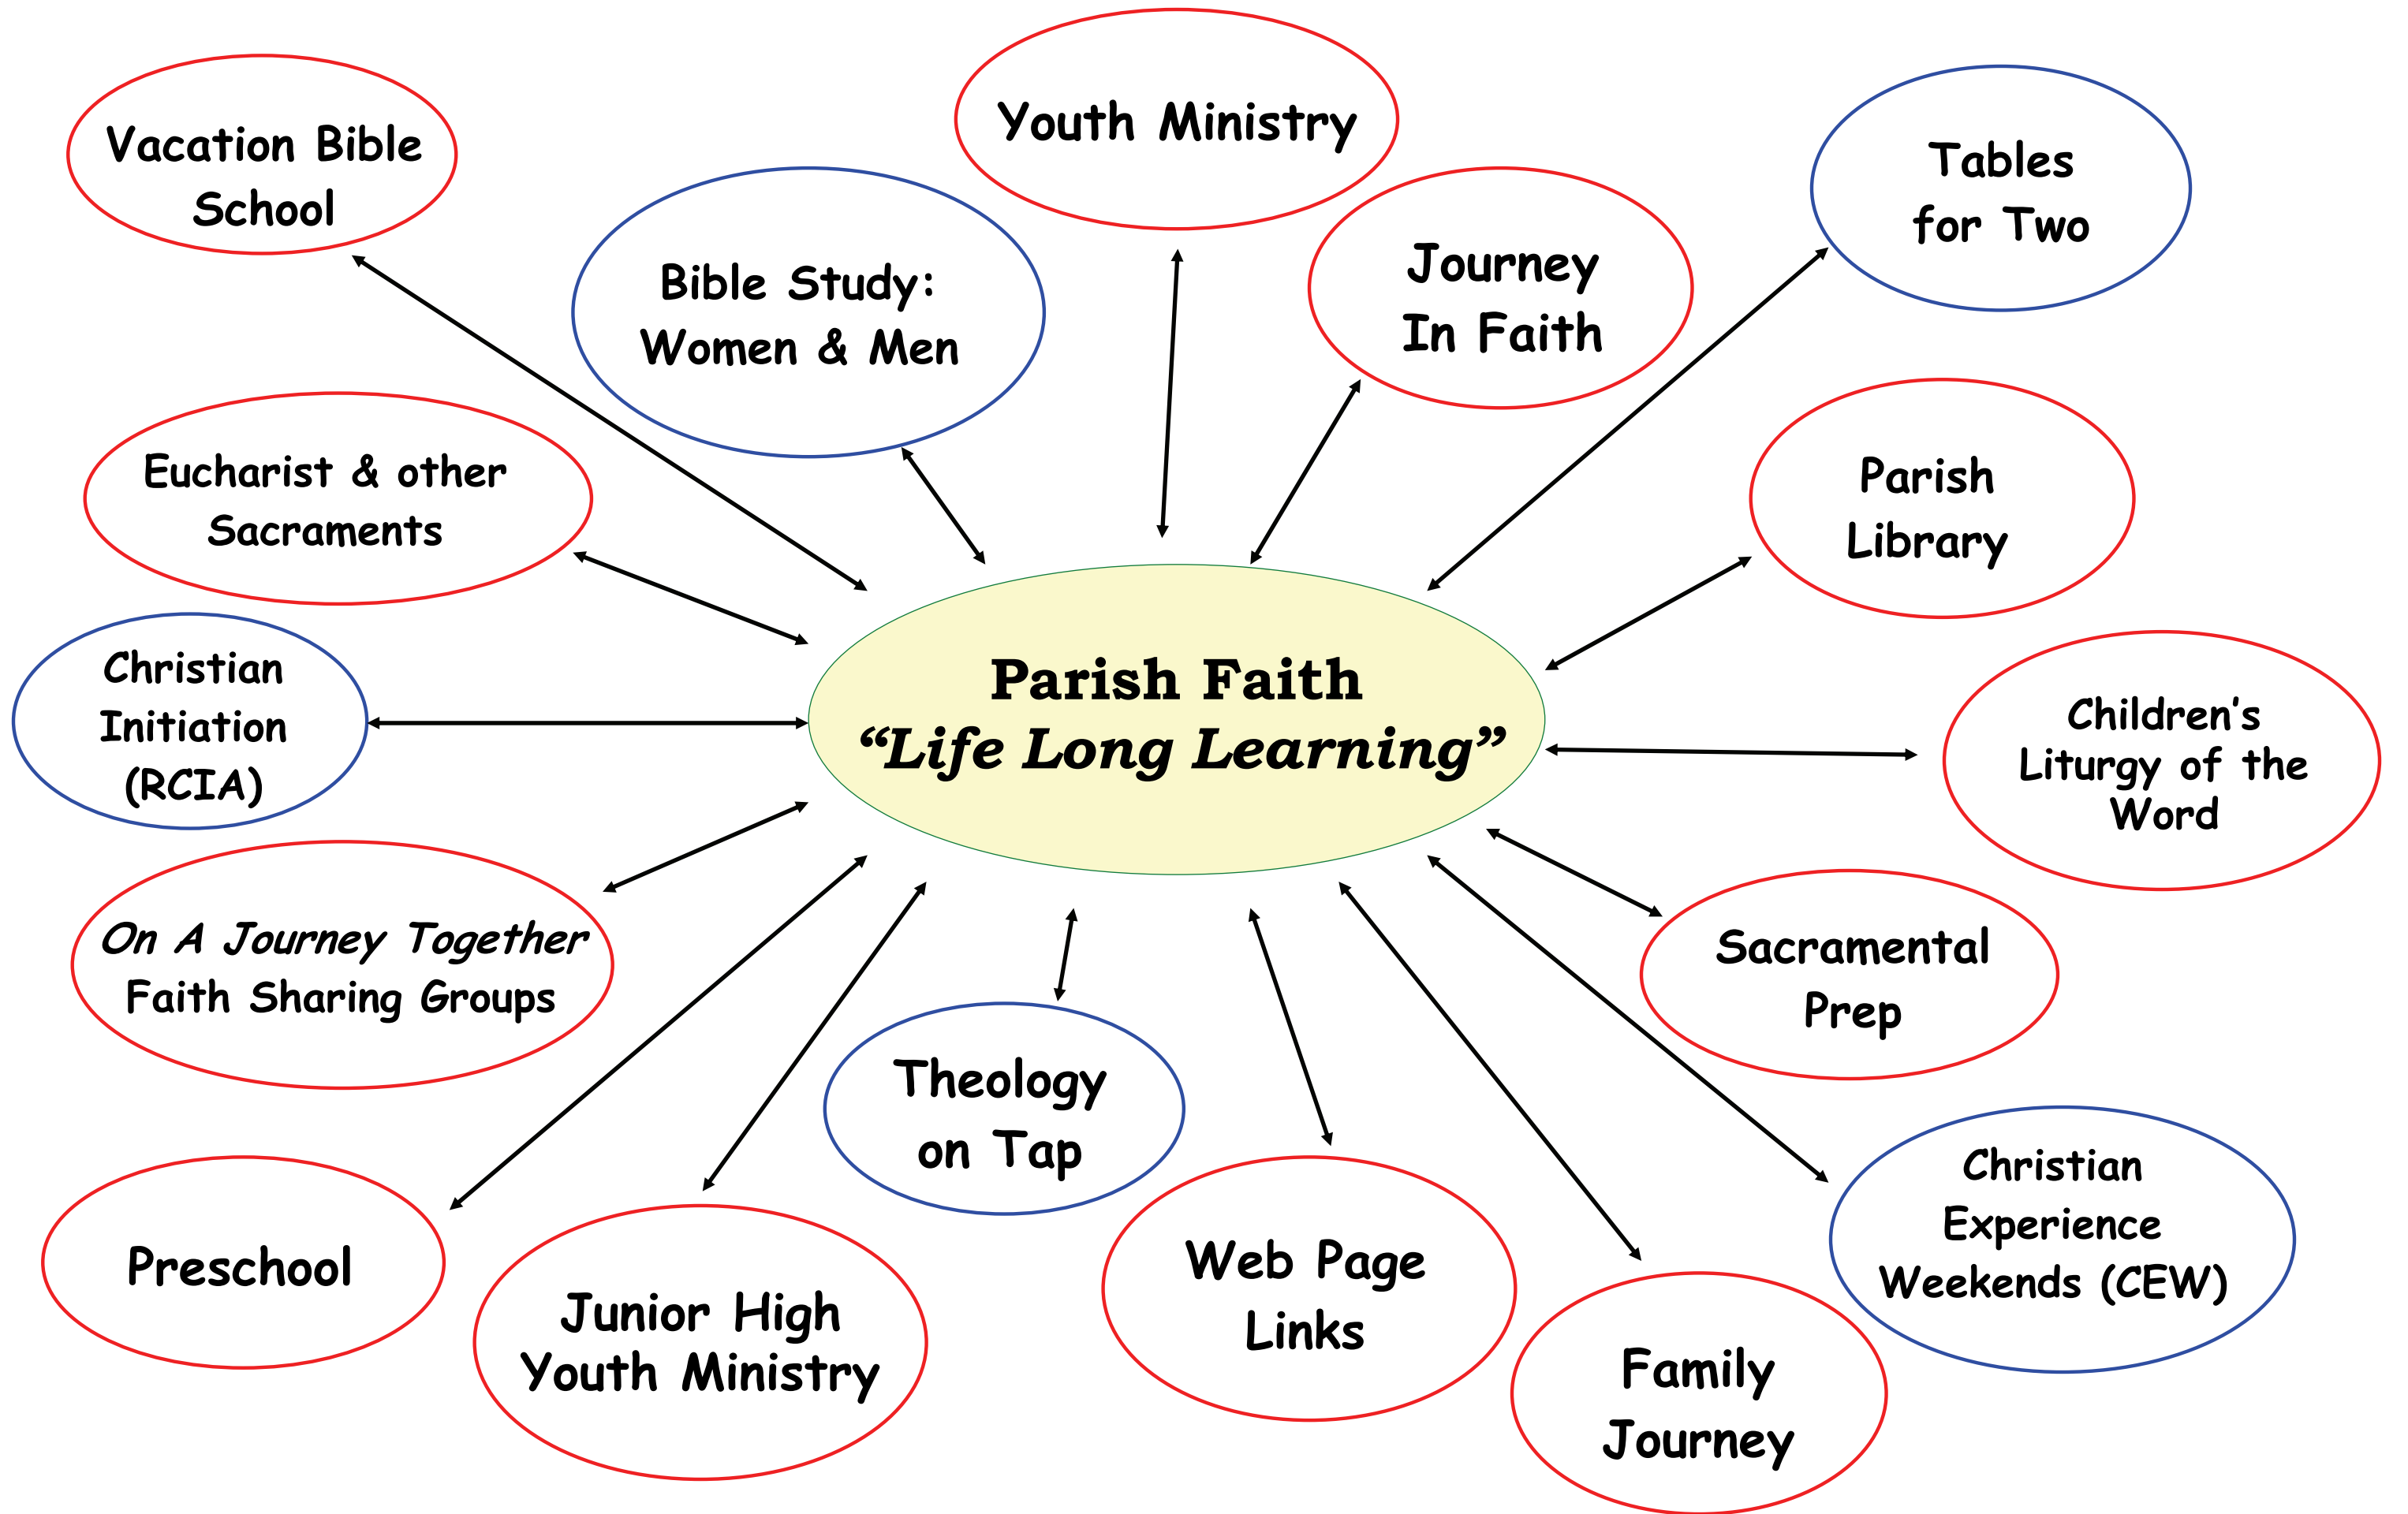 Youth Ministry
Vacation Bible
School
Tables
for Two
Bible Study:
Women & Men
Journey
In Faith
Eucharist & other
Sacraments
Parish
Library
Christian
Initiation
(RCIA)
Parish Faith
“Life Long Learning”
Children's
Liturgy of the
Word
On A Journey Together
Faith Sharing Groups
Sacramental
Prep
Theology
on Tap
Christian
Experience
Weekends (CEW)
Preschool
Junior High
Youth Ministry
Web Page
Links
Family
Journey